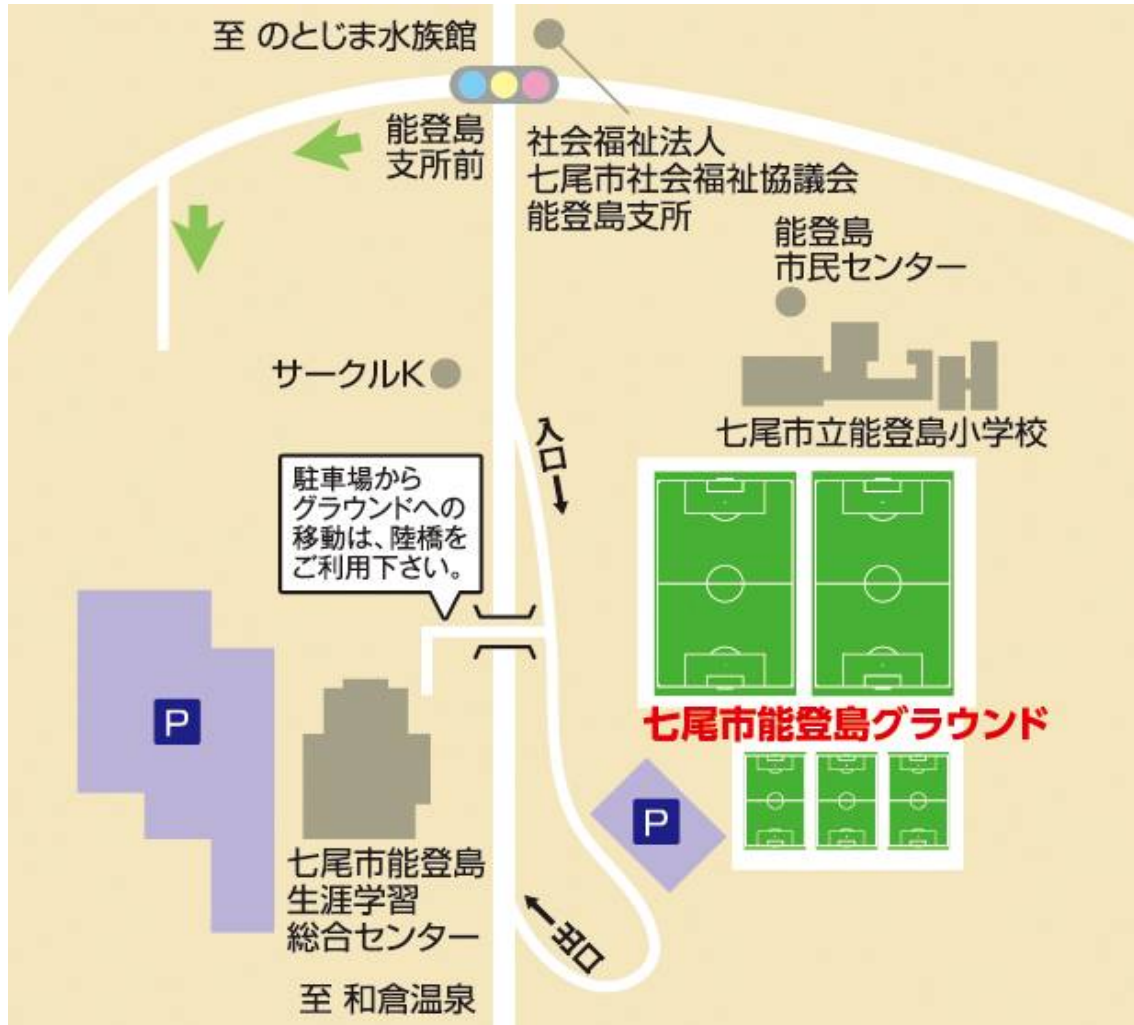 至 のとじま水族館
能登島
支所前
社会福祉法人
七尾市社会福祉協議会
能登島支所
能登島
市民センター
サークルK
七尾市立能登島小学校
入口
駐車場から
グラウンドへの
移動は、陸橋を
ご利用下さい。
七尾市能登島グラウンド
P
P
七尾市能登島
生涯学習
総合センター
出口
至 和倉温泉